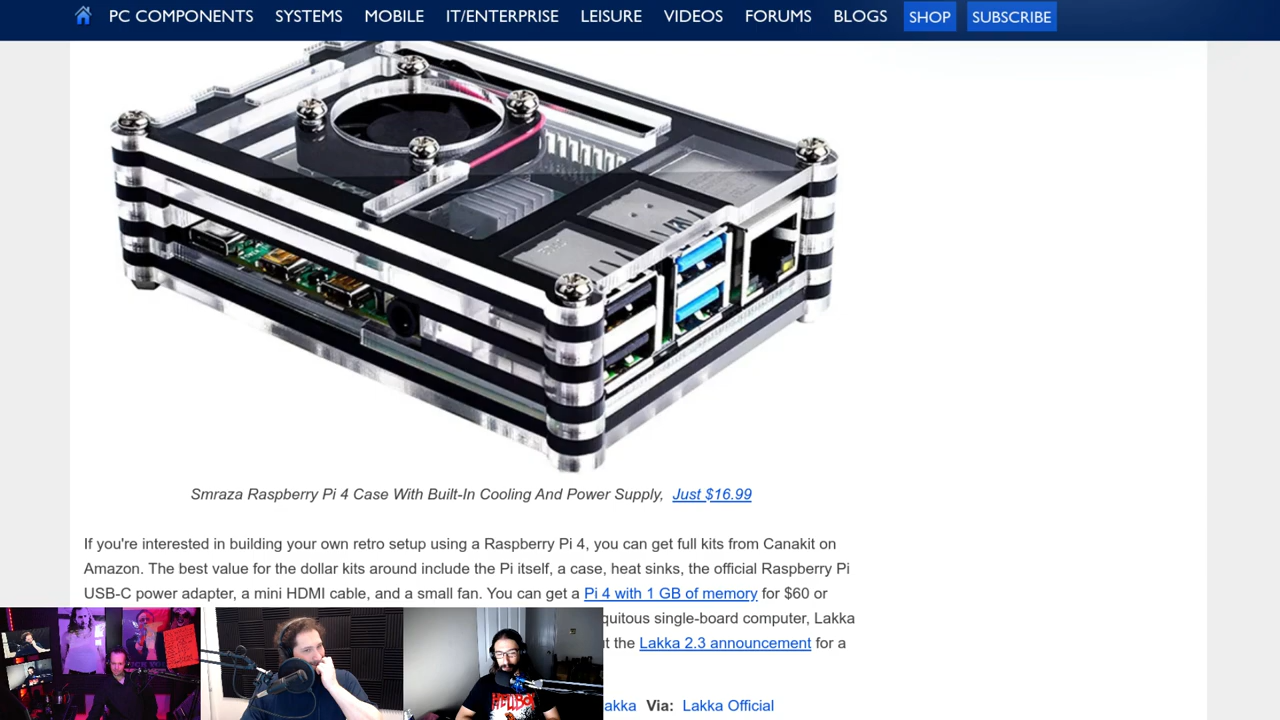 PC COMPONENTS SYSTEMS MOBILE IT/ENTERPRISE LEISURE VIDEOS FORUMS BLOGS SHOP SUBSCRIBE
Smraza Raspberry Pi 4 Case With Built-In Cooling And Power Supply, Just $16.99
If you're interested in building your own retro setup using a Raspberry Pi 4, you can get full kits from Canakit on
Amazon. The best value for the dollar kits around include the Pi itself, a case, heat sinks, the official Raspberry Pi
USB-C power adapter, a mini HDMI cable, and a small fan. You can get a Pi 4 with 1 GB of memory for $60 or
quitous single-board computer, Lakka
t the Lakka 2.3 announcement for a
akka Via: Lakka Official
HELLBOY